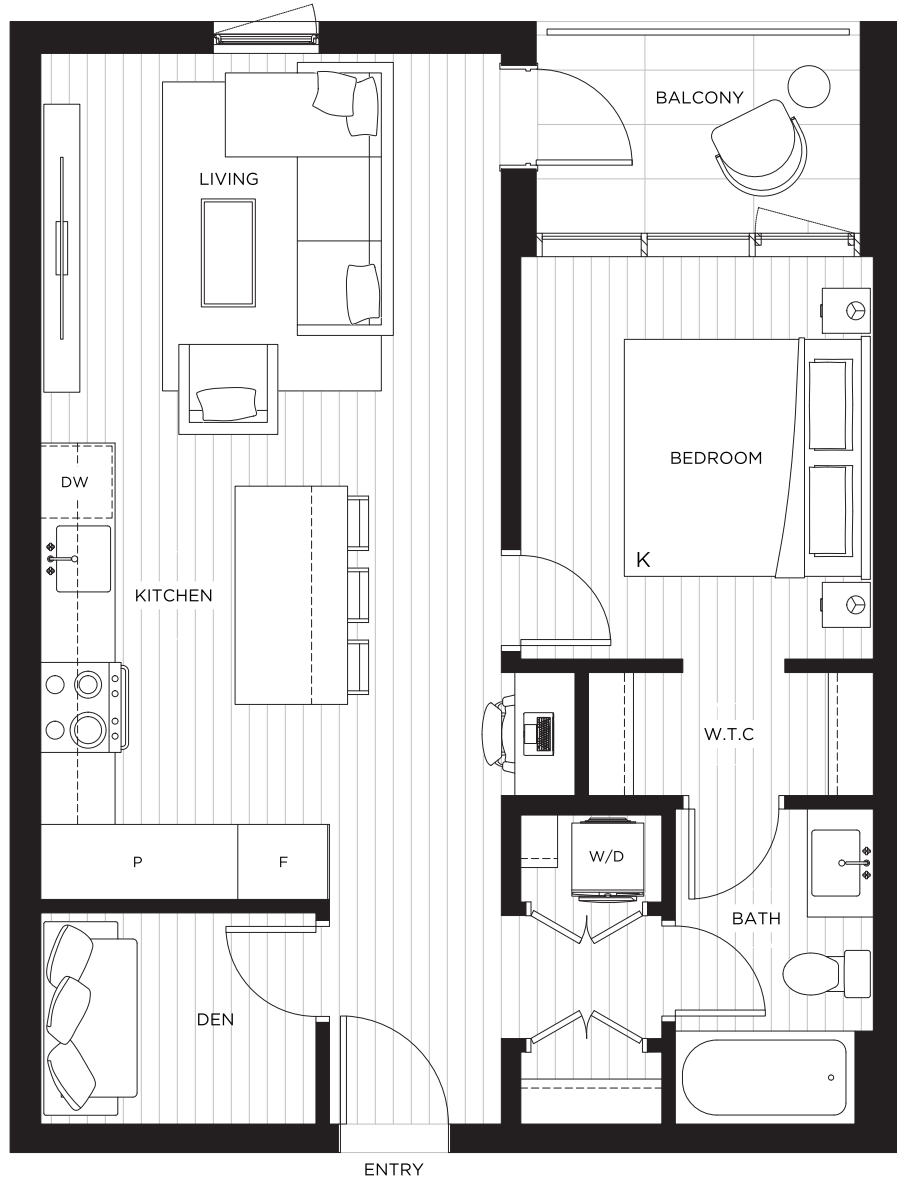 BALCONY
LIVING
BEDROOM
DW
K
KITCHEN
W.T.C
P
F
W/D
BATH
DEN
ENTRY